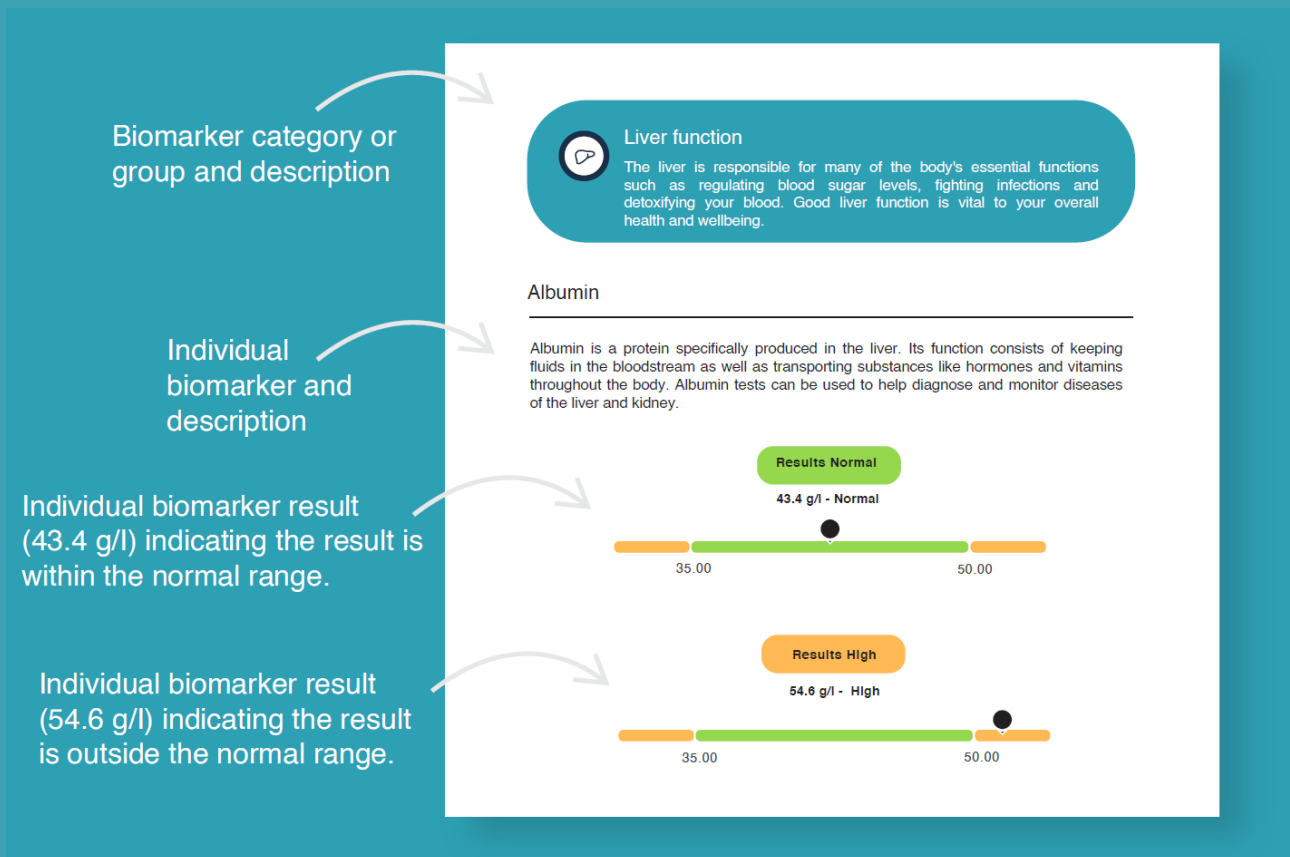 Biomarker category or
group and description
Liver function
The liver is responsible for many of the body's essential functions
such as regulating blood sugar levels, fighting infections and
detoxifying your blood. Good liver function is vital to your overall
health and wellbeing.
Individual
biomarker and
description
Albumin
Albumin is a protein specifically produced in the liver. Its function consists of keeping
fluids in the bloodstream as well as transporting substances like hormones and vitamins
throughout the body. Albumin tests can be used to help diagnose and monitor diseases
of the liver and kidney.
Individual biomarker result
(43.4 g/l) indicating the result is
within the normal range.
Results Normal
43.4 g/l - Normal
35.00 50.00
Individual biomarker result
(54.6 g/l) indicating the result
is outside the normal range.
Results High
54.6 g/l - High
35.00 50.00